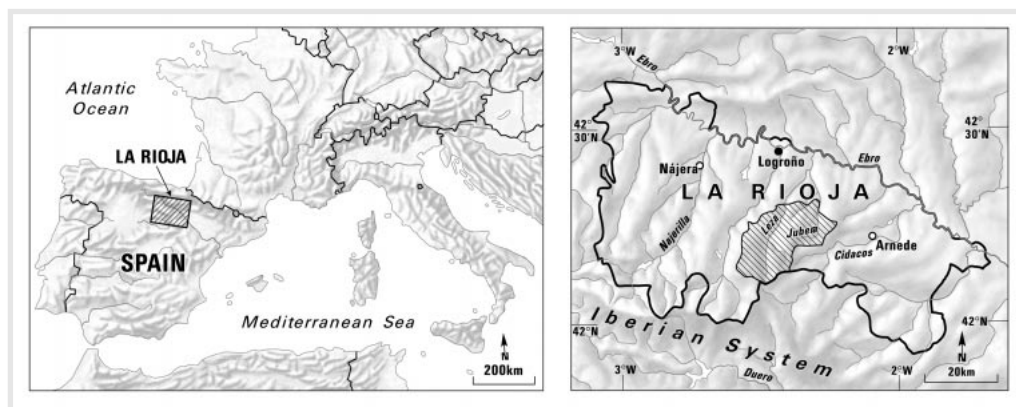 Atlantic
Ocean
LA RIOJA
SPAIN
Mediterranean Sea
N
200km
3°W
2°W
Ebro
42°
30'N
42°
30'N
Logroño
Ebro
Nájera
LA RIOJA
Leza
Jubem
Najerilla
Cidacos
Arnede
42°N
42°N
Iberian System
Duero
N
20km
3°W
2°W